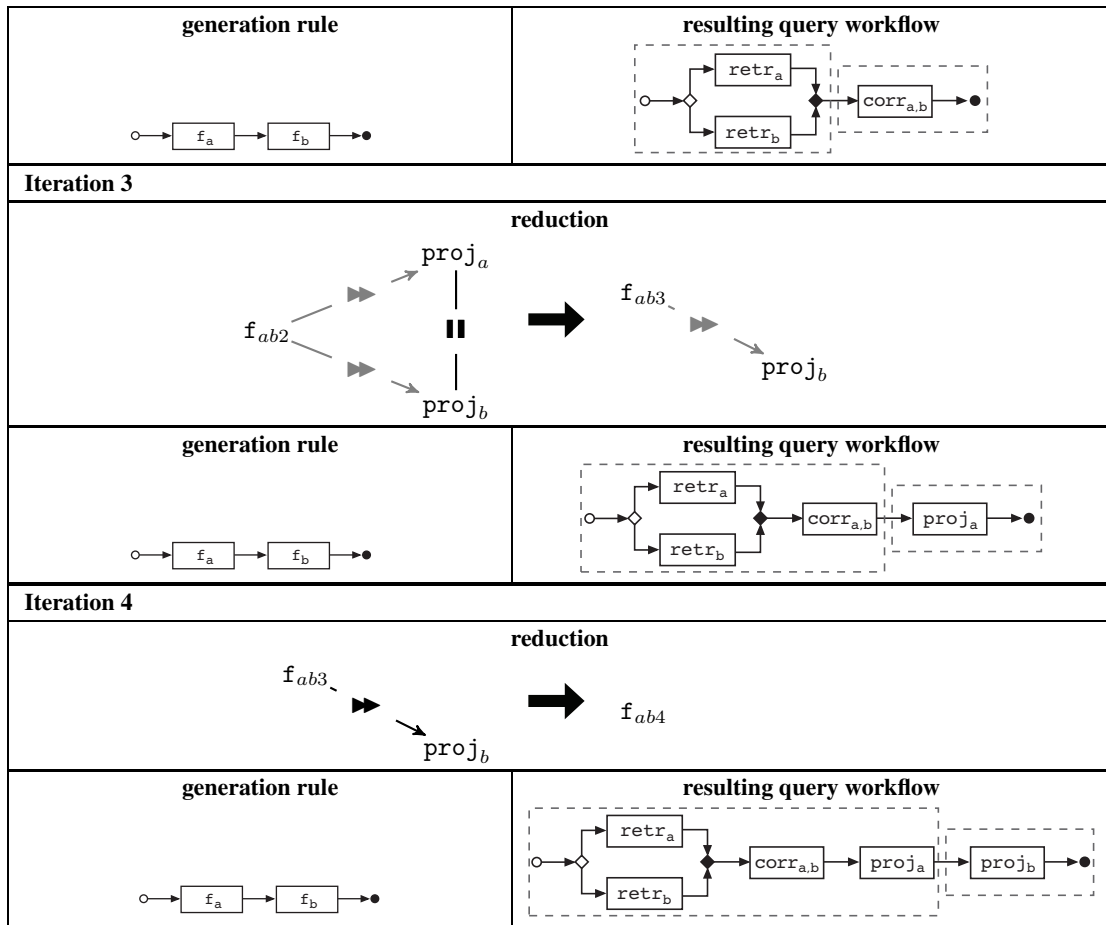 generation rule
resulting query workflow
retr_a
f_a f_b
corr_a,b
retr_b
Iteration 3
reduction
proj_a
f_ab3
f_ab2
proj_b
proj_b
generation rule
resulting query workflow
retr_a
corr_a,b proj_a
f_a f_b
retr_b
Iteration 4
reduction
f_ab3
f_ab4
proj_b
generation rule
resulting query workflow
retr_a
corr_a,b proj_a proj_b
retr_b
f_a f_b